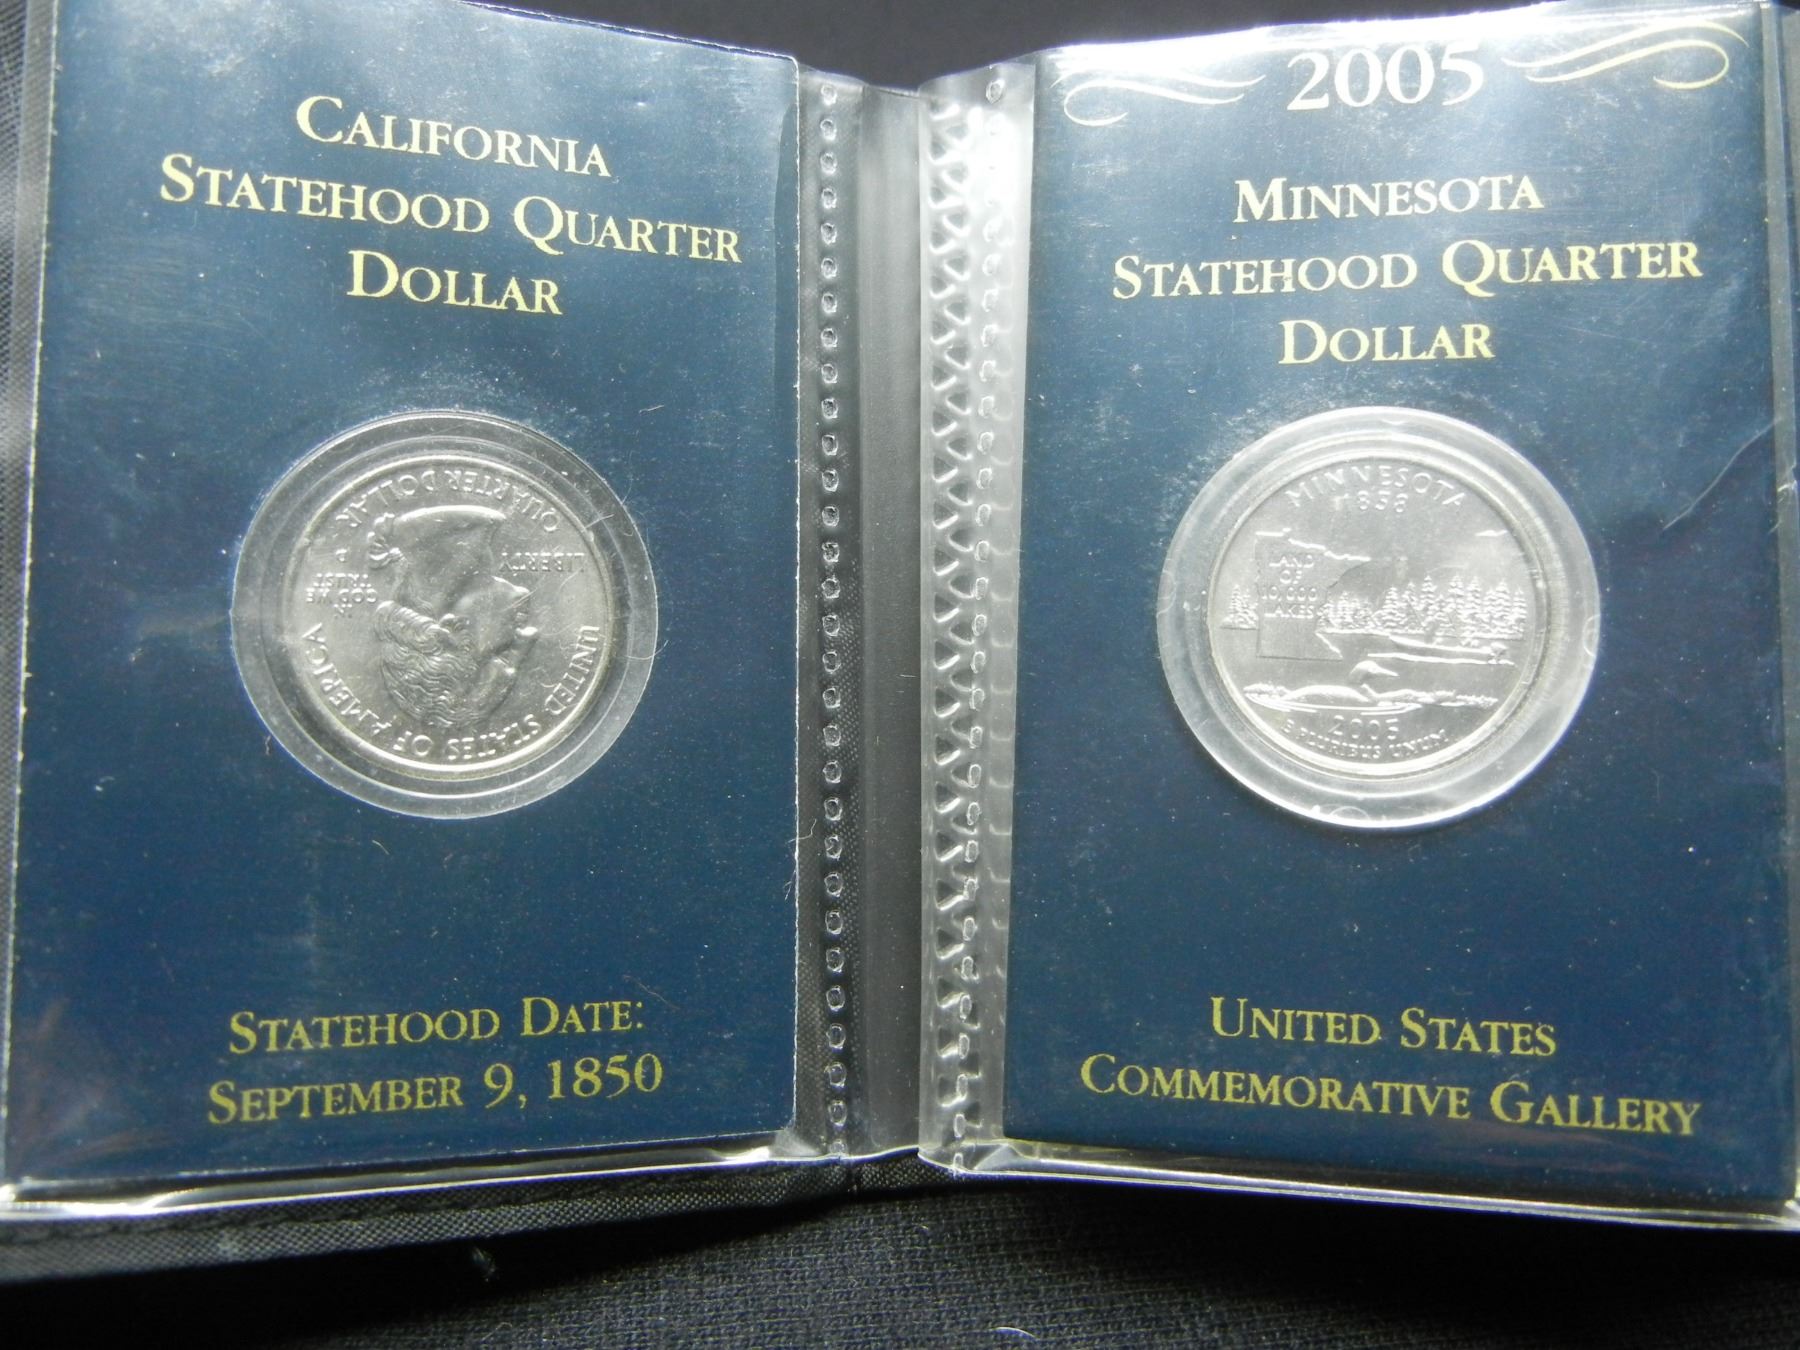 California
Statehood Quarter
Dollar
UNITED STATES OF AMERICA
LIBERTY
IN
GOD WE
TRUST
P
QUARTER DOLLAR
Statehood Date:
September 9, 1850
2005
Minnesota
Statehood Quarter
Dollar
MINNESOTA
1858
LAND
OF
10,000
LAKES
2005
E PLURIBUS UNUM
United States
Commemorative Gallery